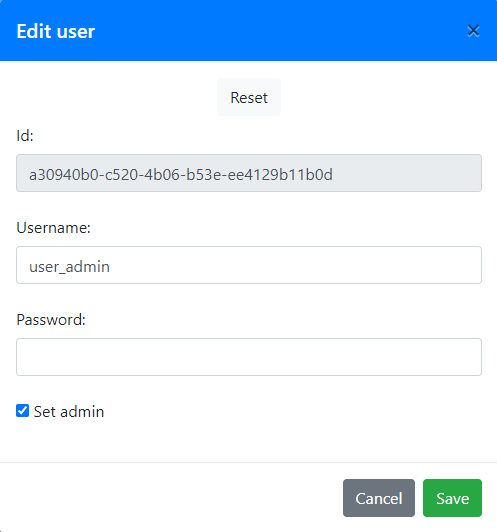 Edit user ×
Reset
Id:
a30940b0-c520-4b06-b53e-ee4129b11b0d
Username:
user_admin
Password:
Set admin
Cancel Save